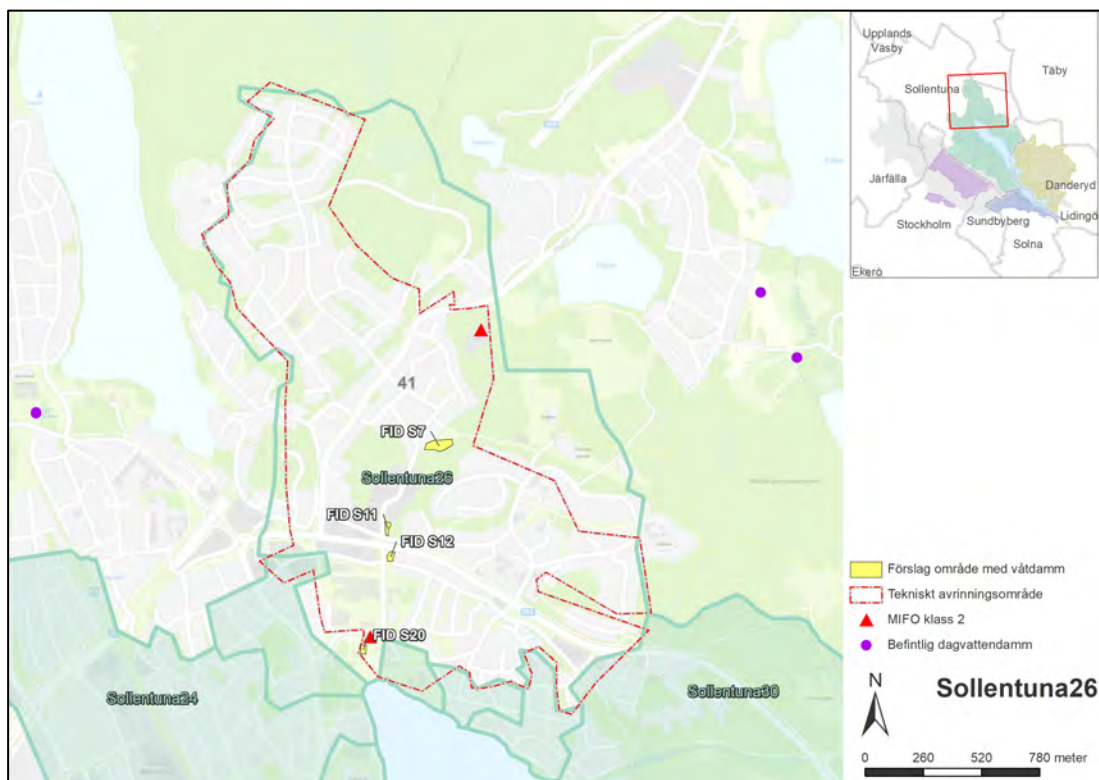 41
FID S7
Sollentuna26
FID S11
FID S12
FID S20
Sollentuna24
Sollentuna30
Upplands
Väsby
Täby
Sollentuna
Järfälla
Danderyd
Lidingö
Sundbyberg
Stockholm
Solna
Ekerö
Förslag område med våtdamm
Tekniskt avrinningsområde
MIFO klass 2
Befintlig dagvattendamm
N
Sollentuna26
0 260 520 780 meter